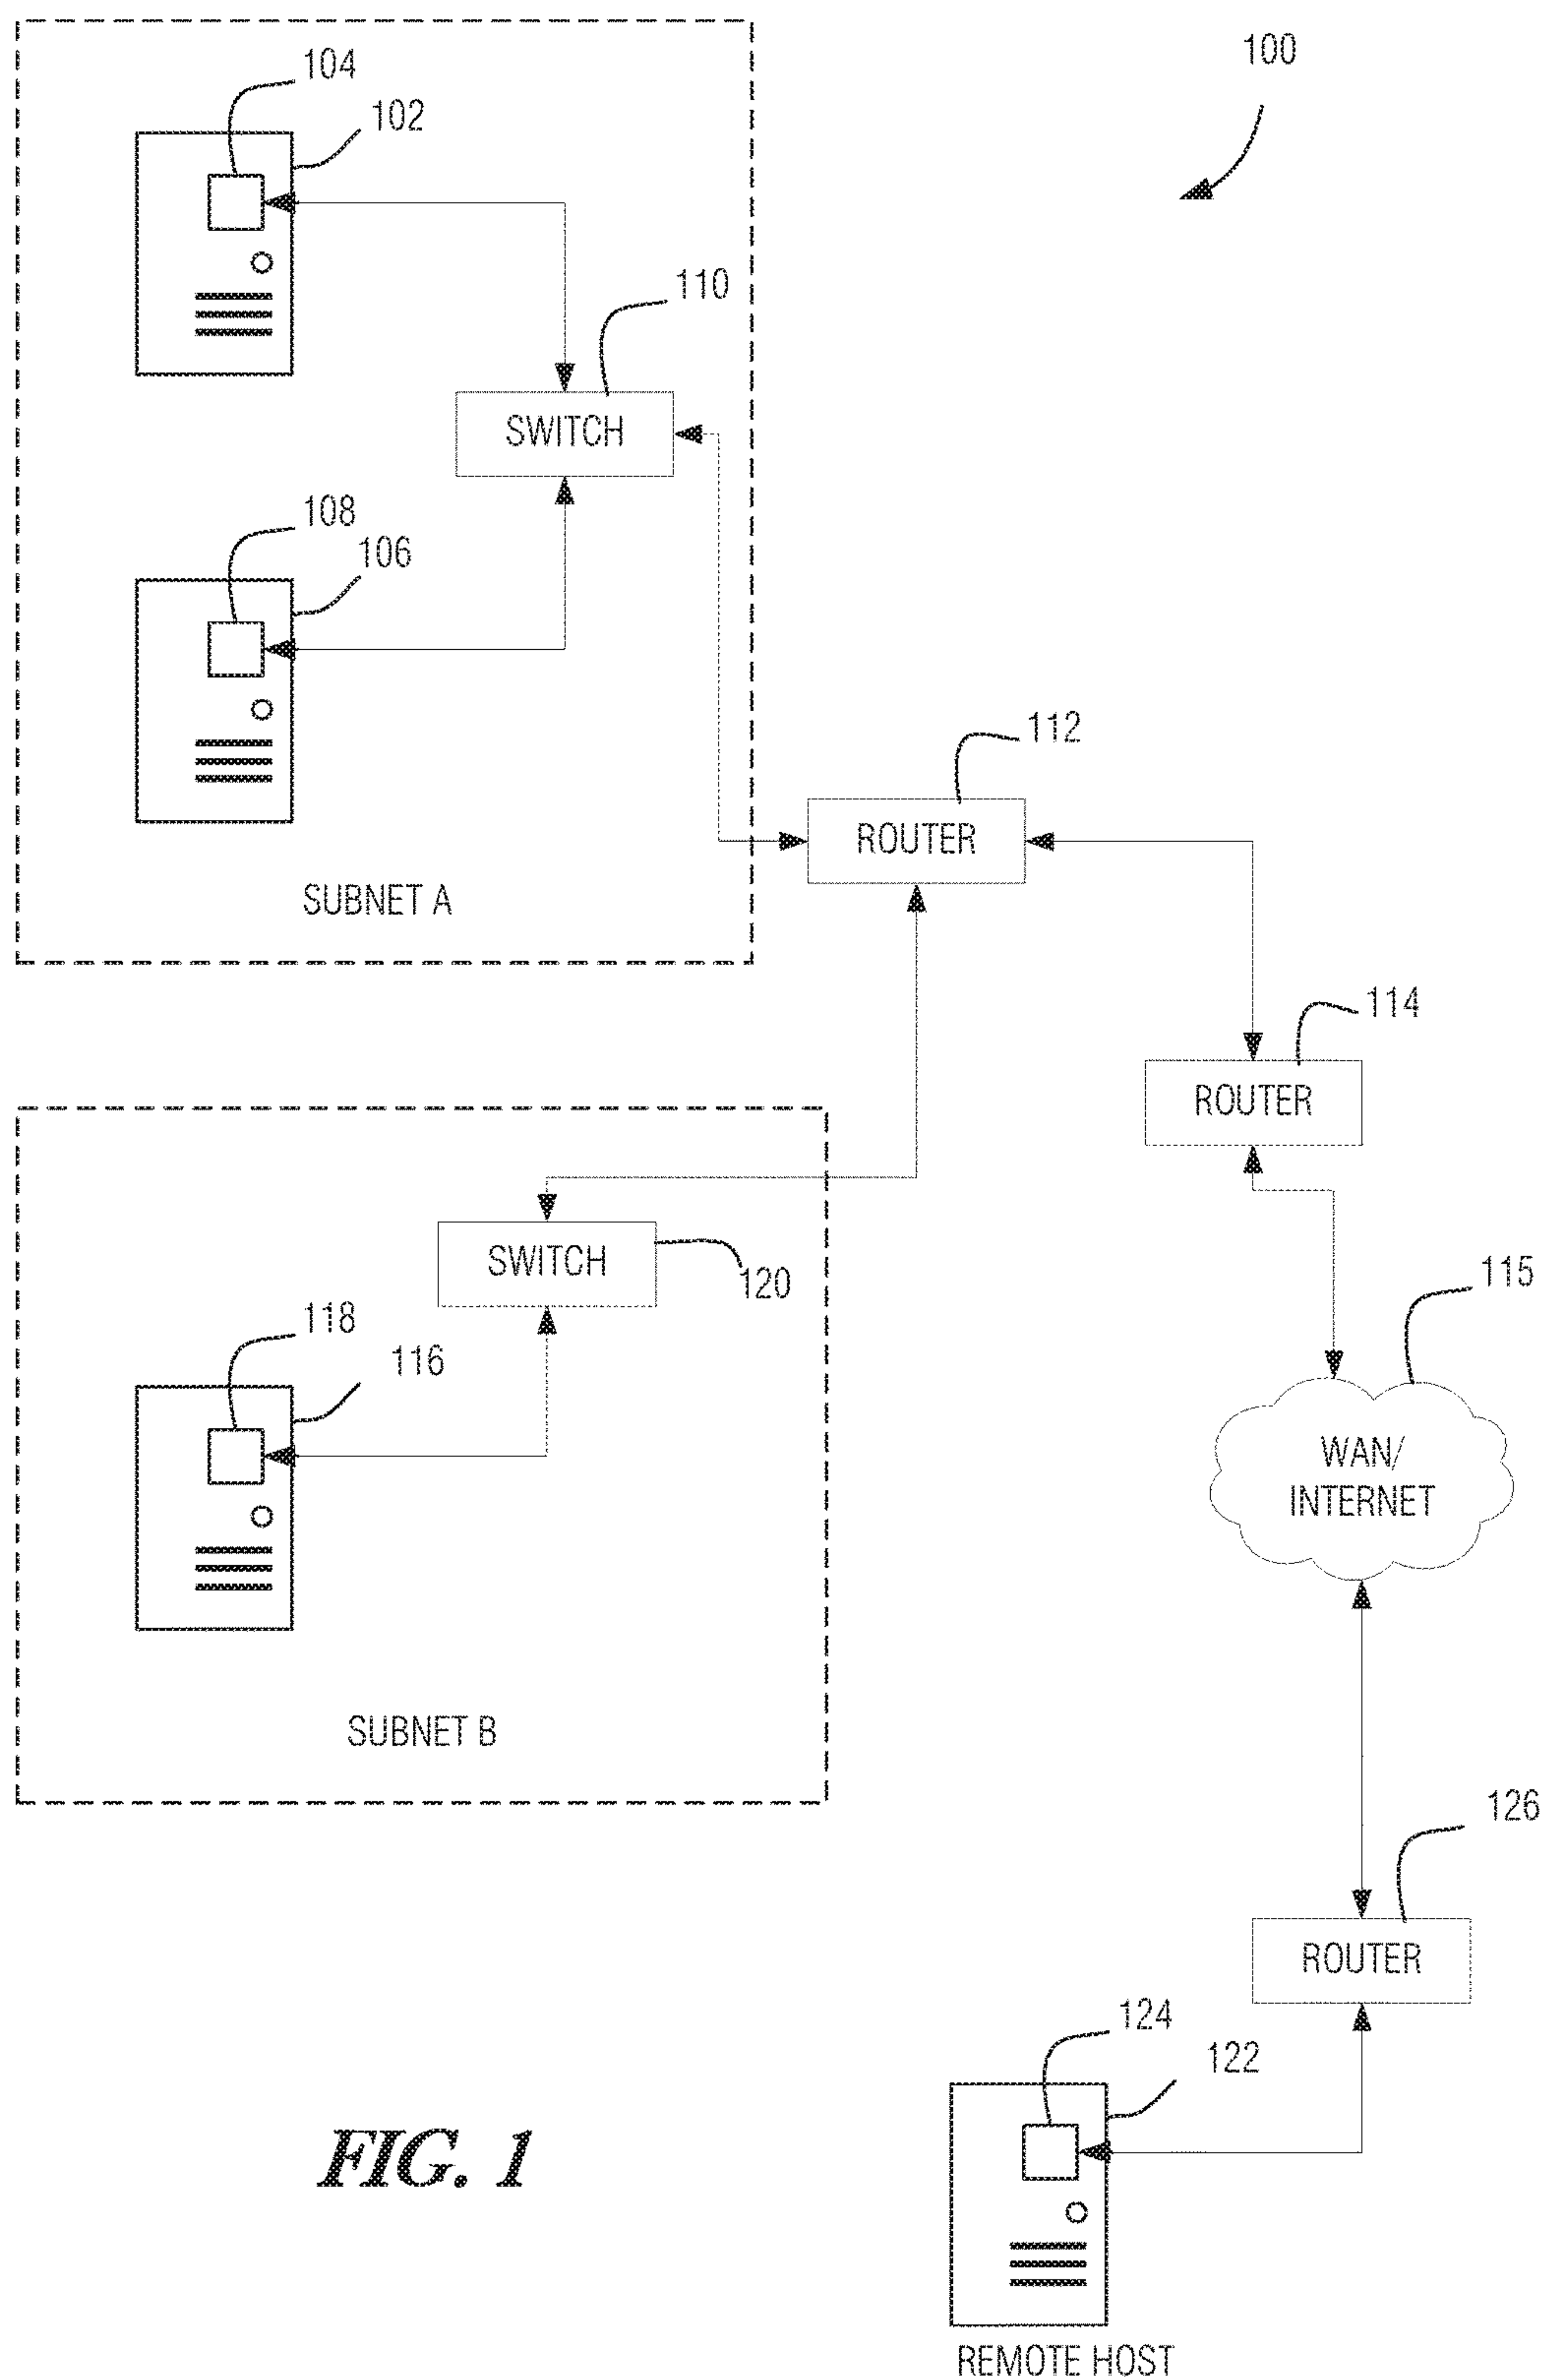 100
104
102
110
SWITCH
108
106
112
ROUTER
SUBNET A
114
ROUTER
SWITCH
120
115
118
116
WAN/
INTERNET
SUBNET B
126
ROUTER
124
122
FIG. 1
REMOTE HOST